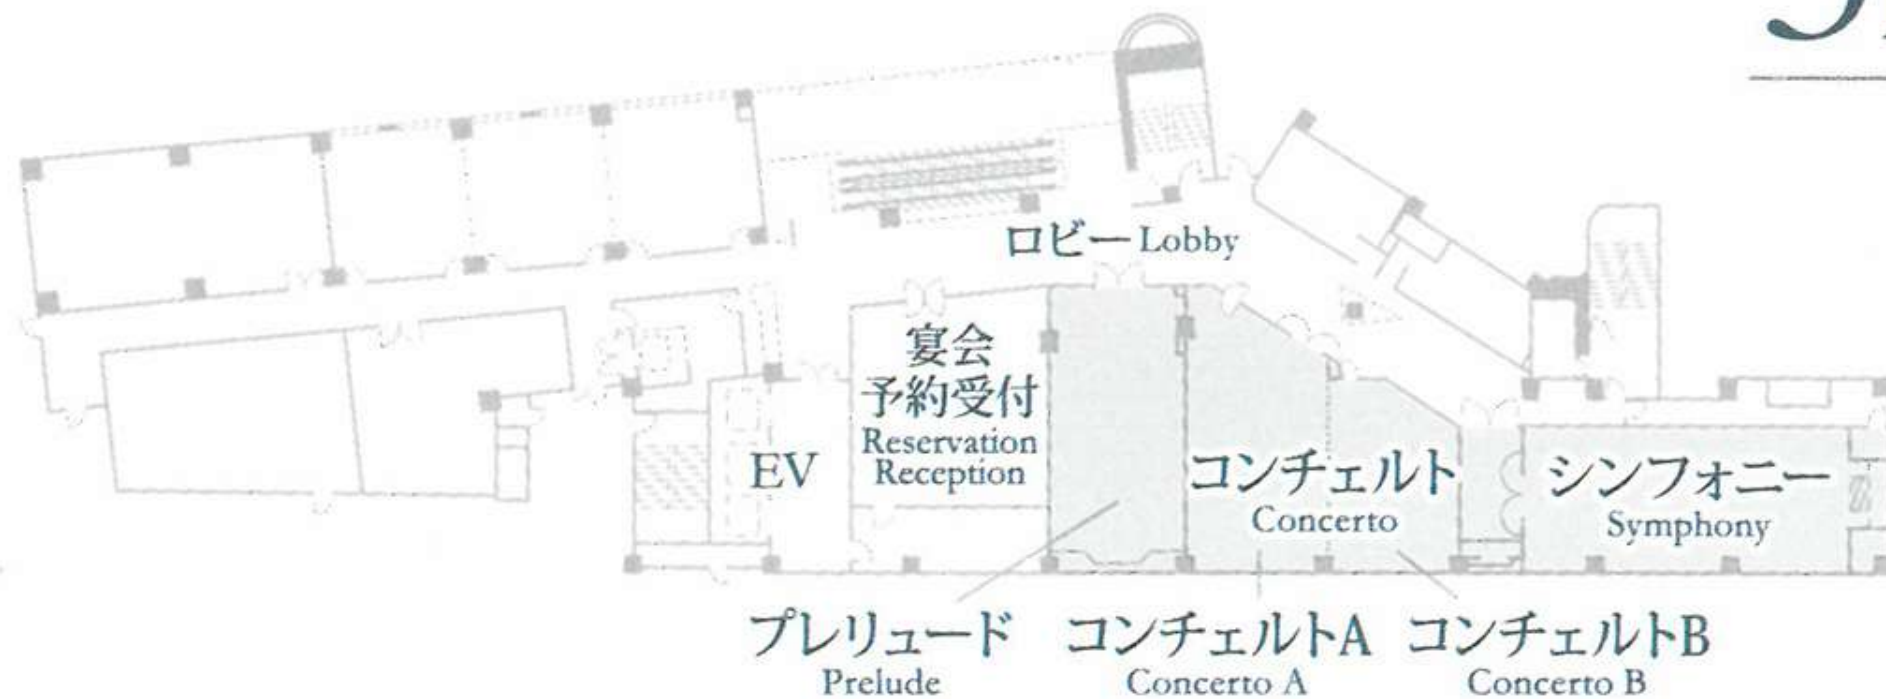 ロビー Lobby
宴会
予約受付
Reservation
Reception
EV
コンチェルト
Concerto
シンフォニー
Symphony
プレリュード
Prelude
コンチェルトA
Concerto A
コンチェルトB
Concerto B